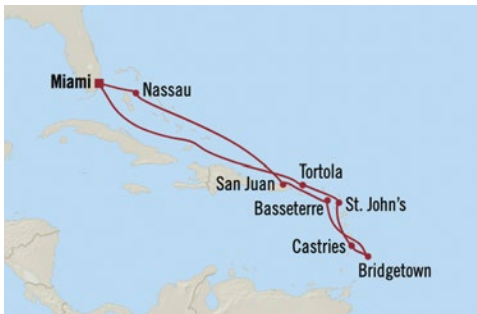 Miami
Nassau
Tortola
San Juan
St. John's
Basseterre
Castries
Bridgetown